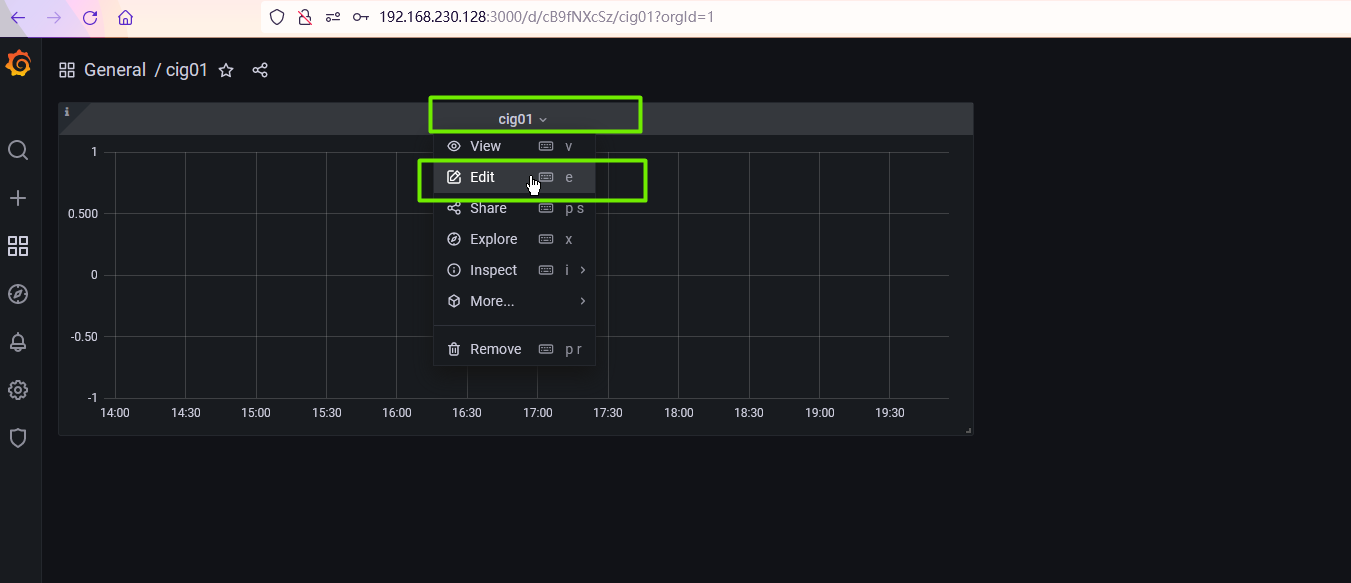 192.168.230.128:3000/d/cB9fNXcSz/cig01?orgId=1
General / cig01
i
cig01
View v
Edit e
Share p s
Explore x
Inspect i
More...
Remove p r
1
0.500
0
-0.50
-1
14:00 14:30 15:00 15:30 16:00 16:30 17:00 17:30 18:00 18:30 19:00 19:30